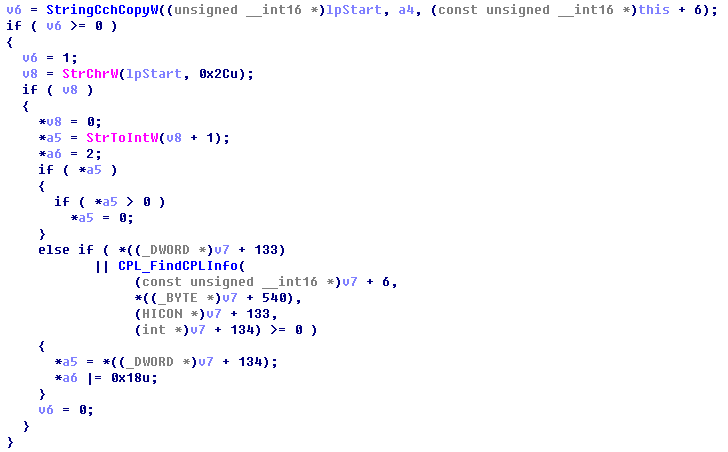 v6 = StringCchCopyW((unsigned __int16 *)lpStart, a4, (const unsigned __int16 *)this + 6);
if ( v6 >= 0 )
{
  v6 = 1;
  v8 = StrChrW(lpStart, 0x2Cu);
  if ( v8 )
  {
    *v8 = 0;
    *a5 = StrToIntW(v8 + 1);
    *a6 = 2;
    if ( *a5 )
    {
      if ( *a5 > 0 )
        *a5 = 0;
    }
    else if ( *((_DWORD *)v7 + 133)
           || CPL_FindCPLInfo(
                (const unsigned __int16 *)v7 + 6,
                *((_BYTE *)v7 + 540),
                (HICON *)v7 + 133,
                (int *)v7 + 134) >= 0 )
    {
      *a5 = *((_DWORD *)v7 + 134);
      *a6 |= 0x18u;
    }
    v6 = 0;
  }
}